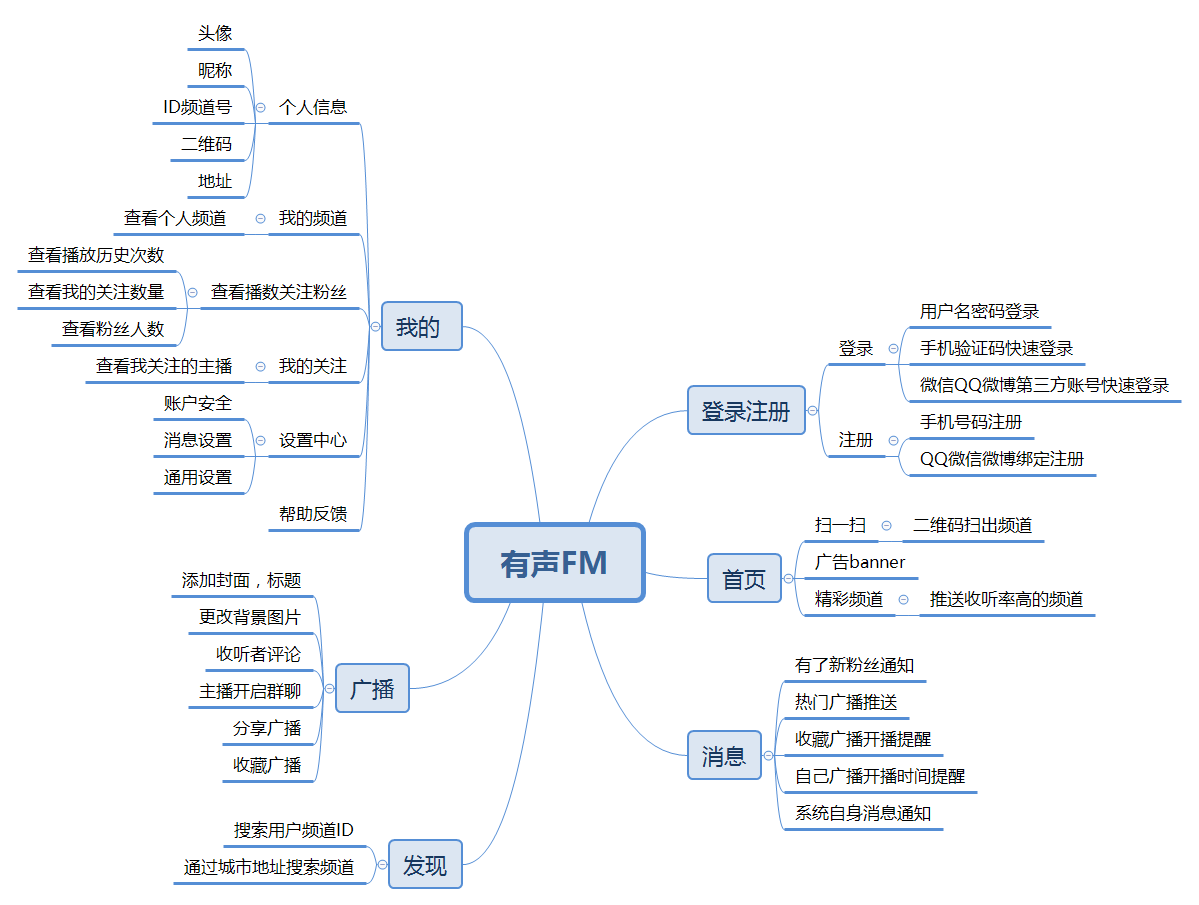 有声FM
登录注册
登录
用户名密码登录
手机验证码快速登录
微信QQ微博第三方账号快速登录
注册
手机号码注册
QQ微信微博绑定注册
首页
扫一扫
二维码扫出频道
广告banner
精彩频道
推送收听率高的频道
消息
有了新粉丝通知
热门广播推送
收藏广播开播提醒
自己广播开播时间提醒
系统自身消息通知
我的
个人信息
头像
昵称
ID频道号
二维码
地址
我的频道
查看个人频道
查看播数关注粉丝
查看播放历史次数
查看我的关注数量
查看粉丝人数
我的关注
查看我关注的主播
设置中心
账户安全
消息设置
通用设置
帮助反馈
广播
添加封面，标题
更改背景图片
收听者评论
主播开启群聊
分享广播
收藏广播
发现
搜索用户频道ID
通过城市地址搜索频道